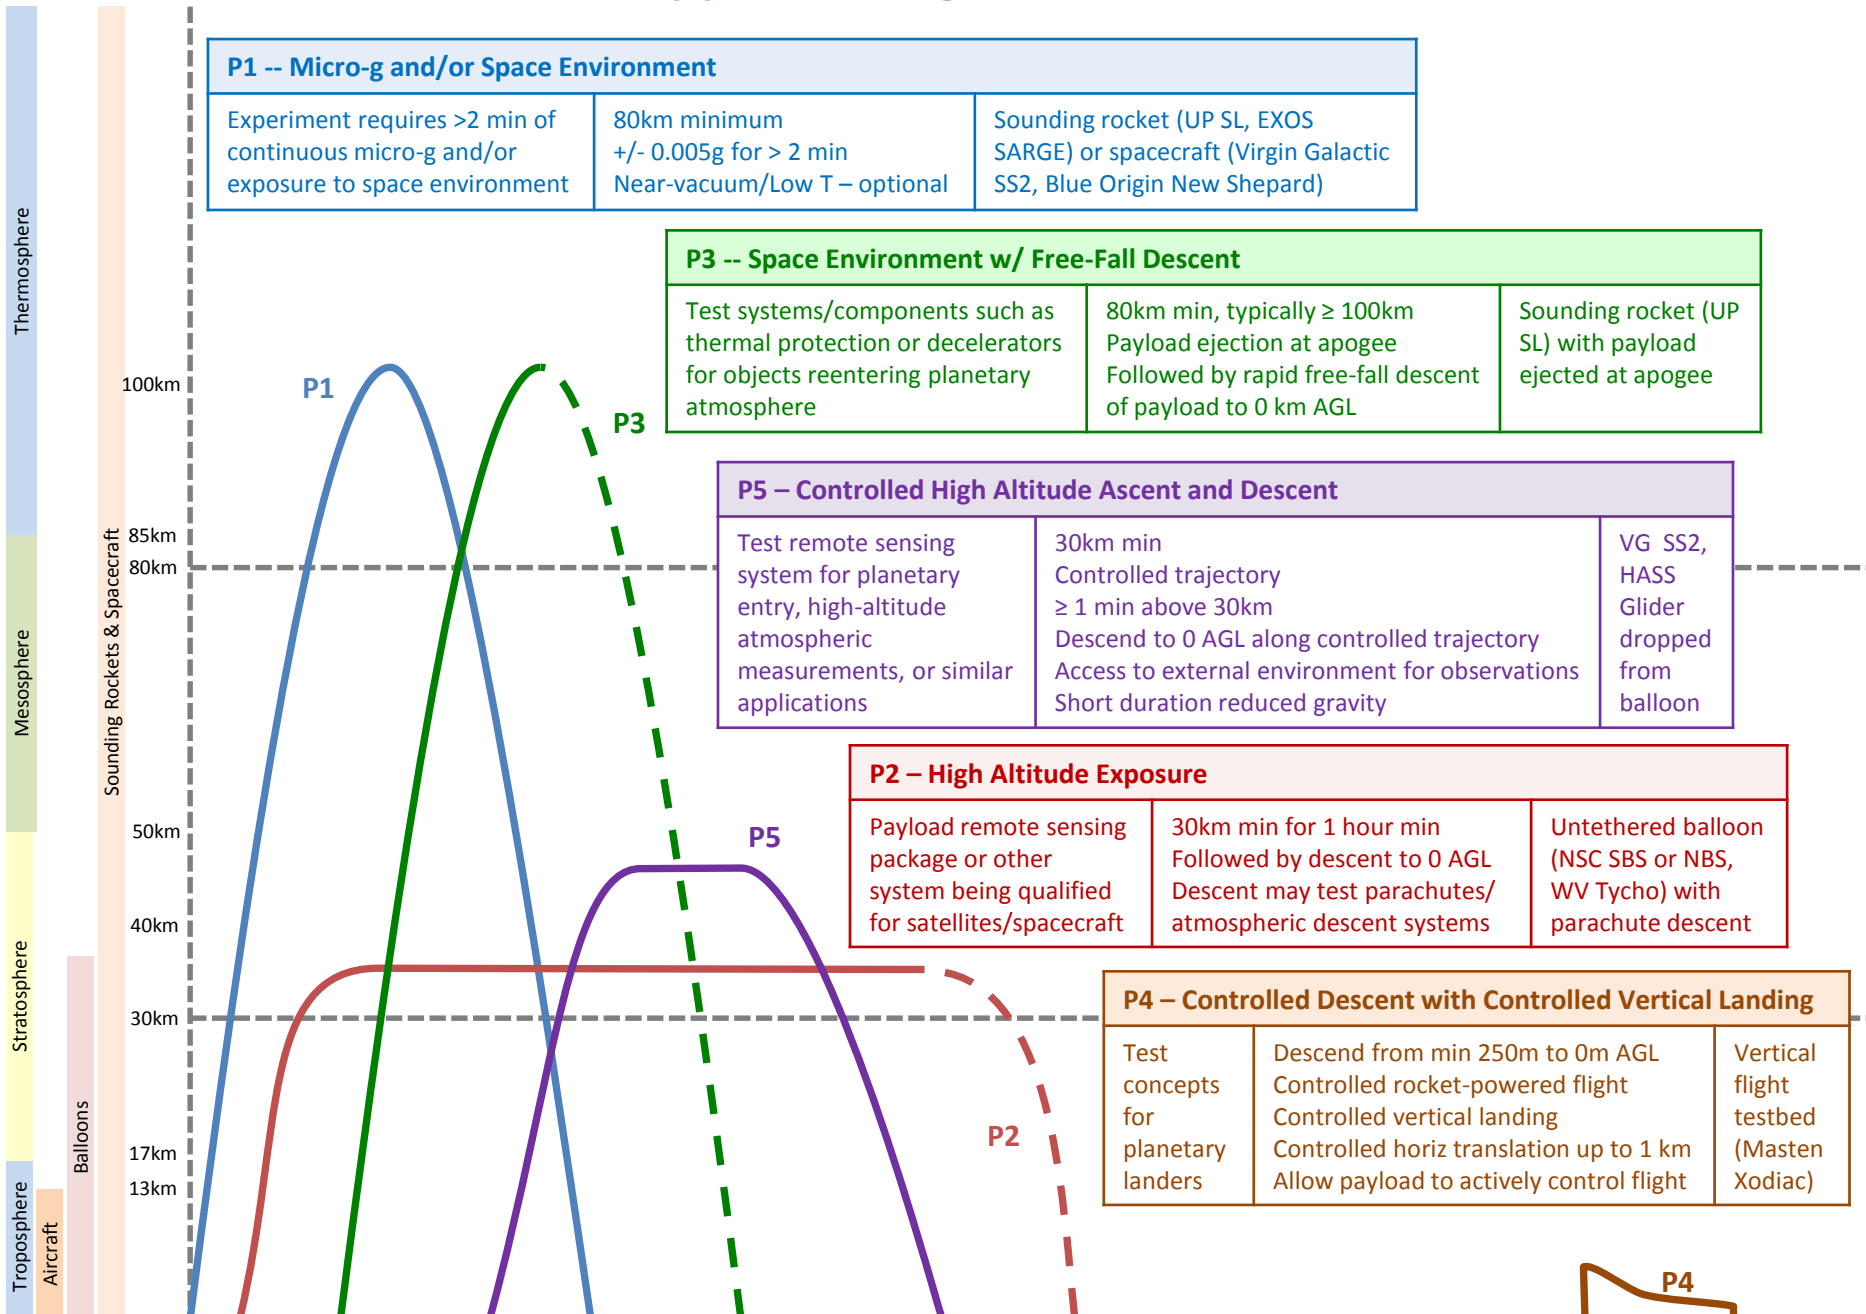 P1 -- Micro-g and/or Space Environment
Experiment requires >2 min of
continuous micro-g and/or
exposure to space environment
80km minimum
+/- 0.005g for > 2 min
Near-vacuum/Low T – optional
Sounding rocket (UP SL, EXOS
SARGE) or spacecraft (Virgin Galactic
SS2, Blue Origin New Shepard)
P3 -- Space Environment w/ Free-Fall Descent
Test systems/components such as
thermal protection or decelerators
for objects reentering planetary
atmosphere
80km min, typically ≥ 100km
Payload ejection at apogee
Followed by rapid free-fall descent
of payload to 0 km AGL
Sounding rocket (UP
SL) with payload
ejected at apogee
P5 – Controlled High Altitude Ascent and Descent
Test remote sensing
system for planetary
entry, high-altitude
atmospheric
measurements, or similar
applications
30km min
Controlled trajectory
≥ 1 min above 30km
Descend to 0 AGL along controlled trajectory
Access to external environment for observations
Short duration reduced gravity
VG SS2,
HASS
Glider
dropped
from
balloon
P2 – High Altitude Exposure
Payload remote sensing
package or other
system being qualified
for satellites/spacecraft
30km min for 1 hour min
Followed by descent to 0 AGL
Descent may test parachutes/
atmospheric descent systems
Untethered balloon
(NSC SBS or NBS,
WV Tycho) with
parachute descent
P4 – Controlled Descent with Controlled Vertical Landing
Test
concepts
for
planetary
landers
Descend from min 250m to 0m AGL
Controlled rocket-powered flight
Controlled vertical landing
Controlled horiz translation up to 1 km
Allow payload to actively control flight
Vertical
flight
testbed
(Masten
Xodiac)
P1
P3
P5
P2
P4
100km
85km
80km
50km
40km
30km
17km
13km
Thermosphere
Mesosphere
Stratosphere
Troposphere
Aircraft
Balloons
Sounding Rockets & Spacecraft